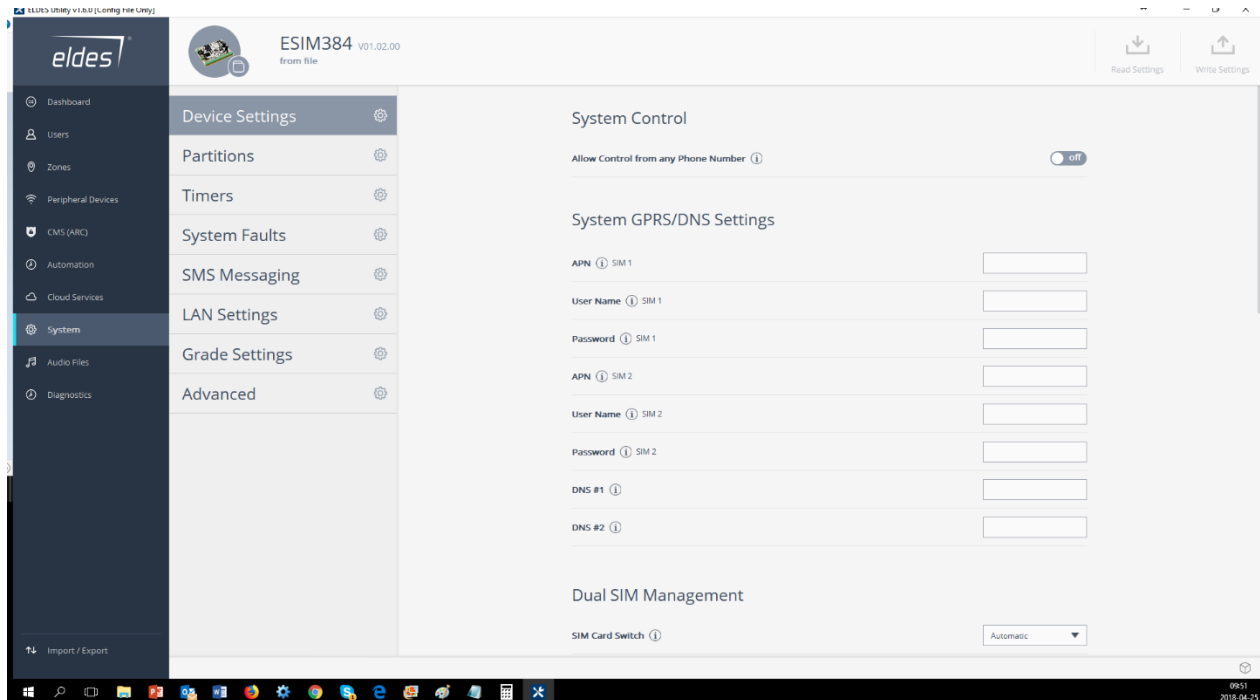 ELDES Utility v1.6.0 [Config File Only]
eldes
ESIM384 V01.02.00
from file
Read Settings
Write Settings
Dashboard
Users
Zones
Peripheral Devices
CMS (ARC)
Automation
Cloud Services
System
Audio Files
Diagnostics
Import / Export
Device Settings
Partitions
Timers
System Faults
SMS Messaging
LAN Settings
Grade Settings
Advanced
System Control
Allow Control from any Phone Number
off
System GPRS/DNS Settings
APN SIM 1
User Name SIM 1
Password SIM 1
APN SIM 2
User Name SIM 2
Password SIM 2
DNS #1
DNS #2
Dual SIM Management
SIM Card Switch
Automatic
09:51
2018-04-25